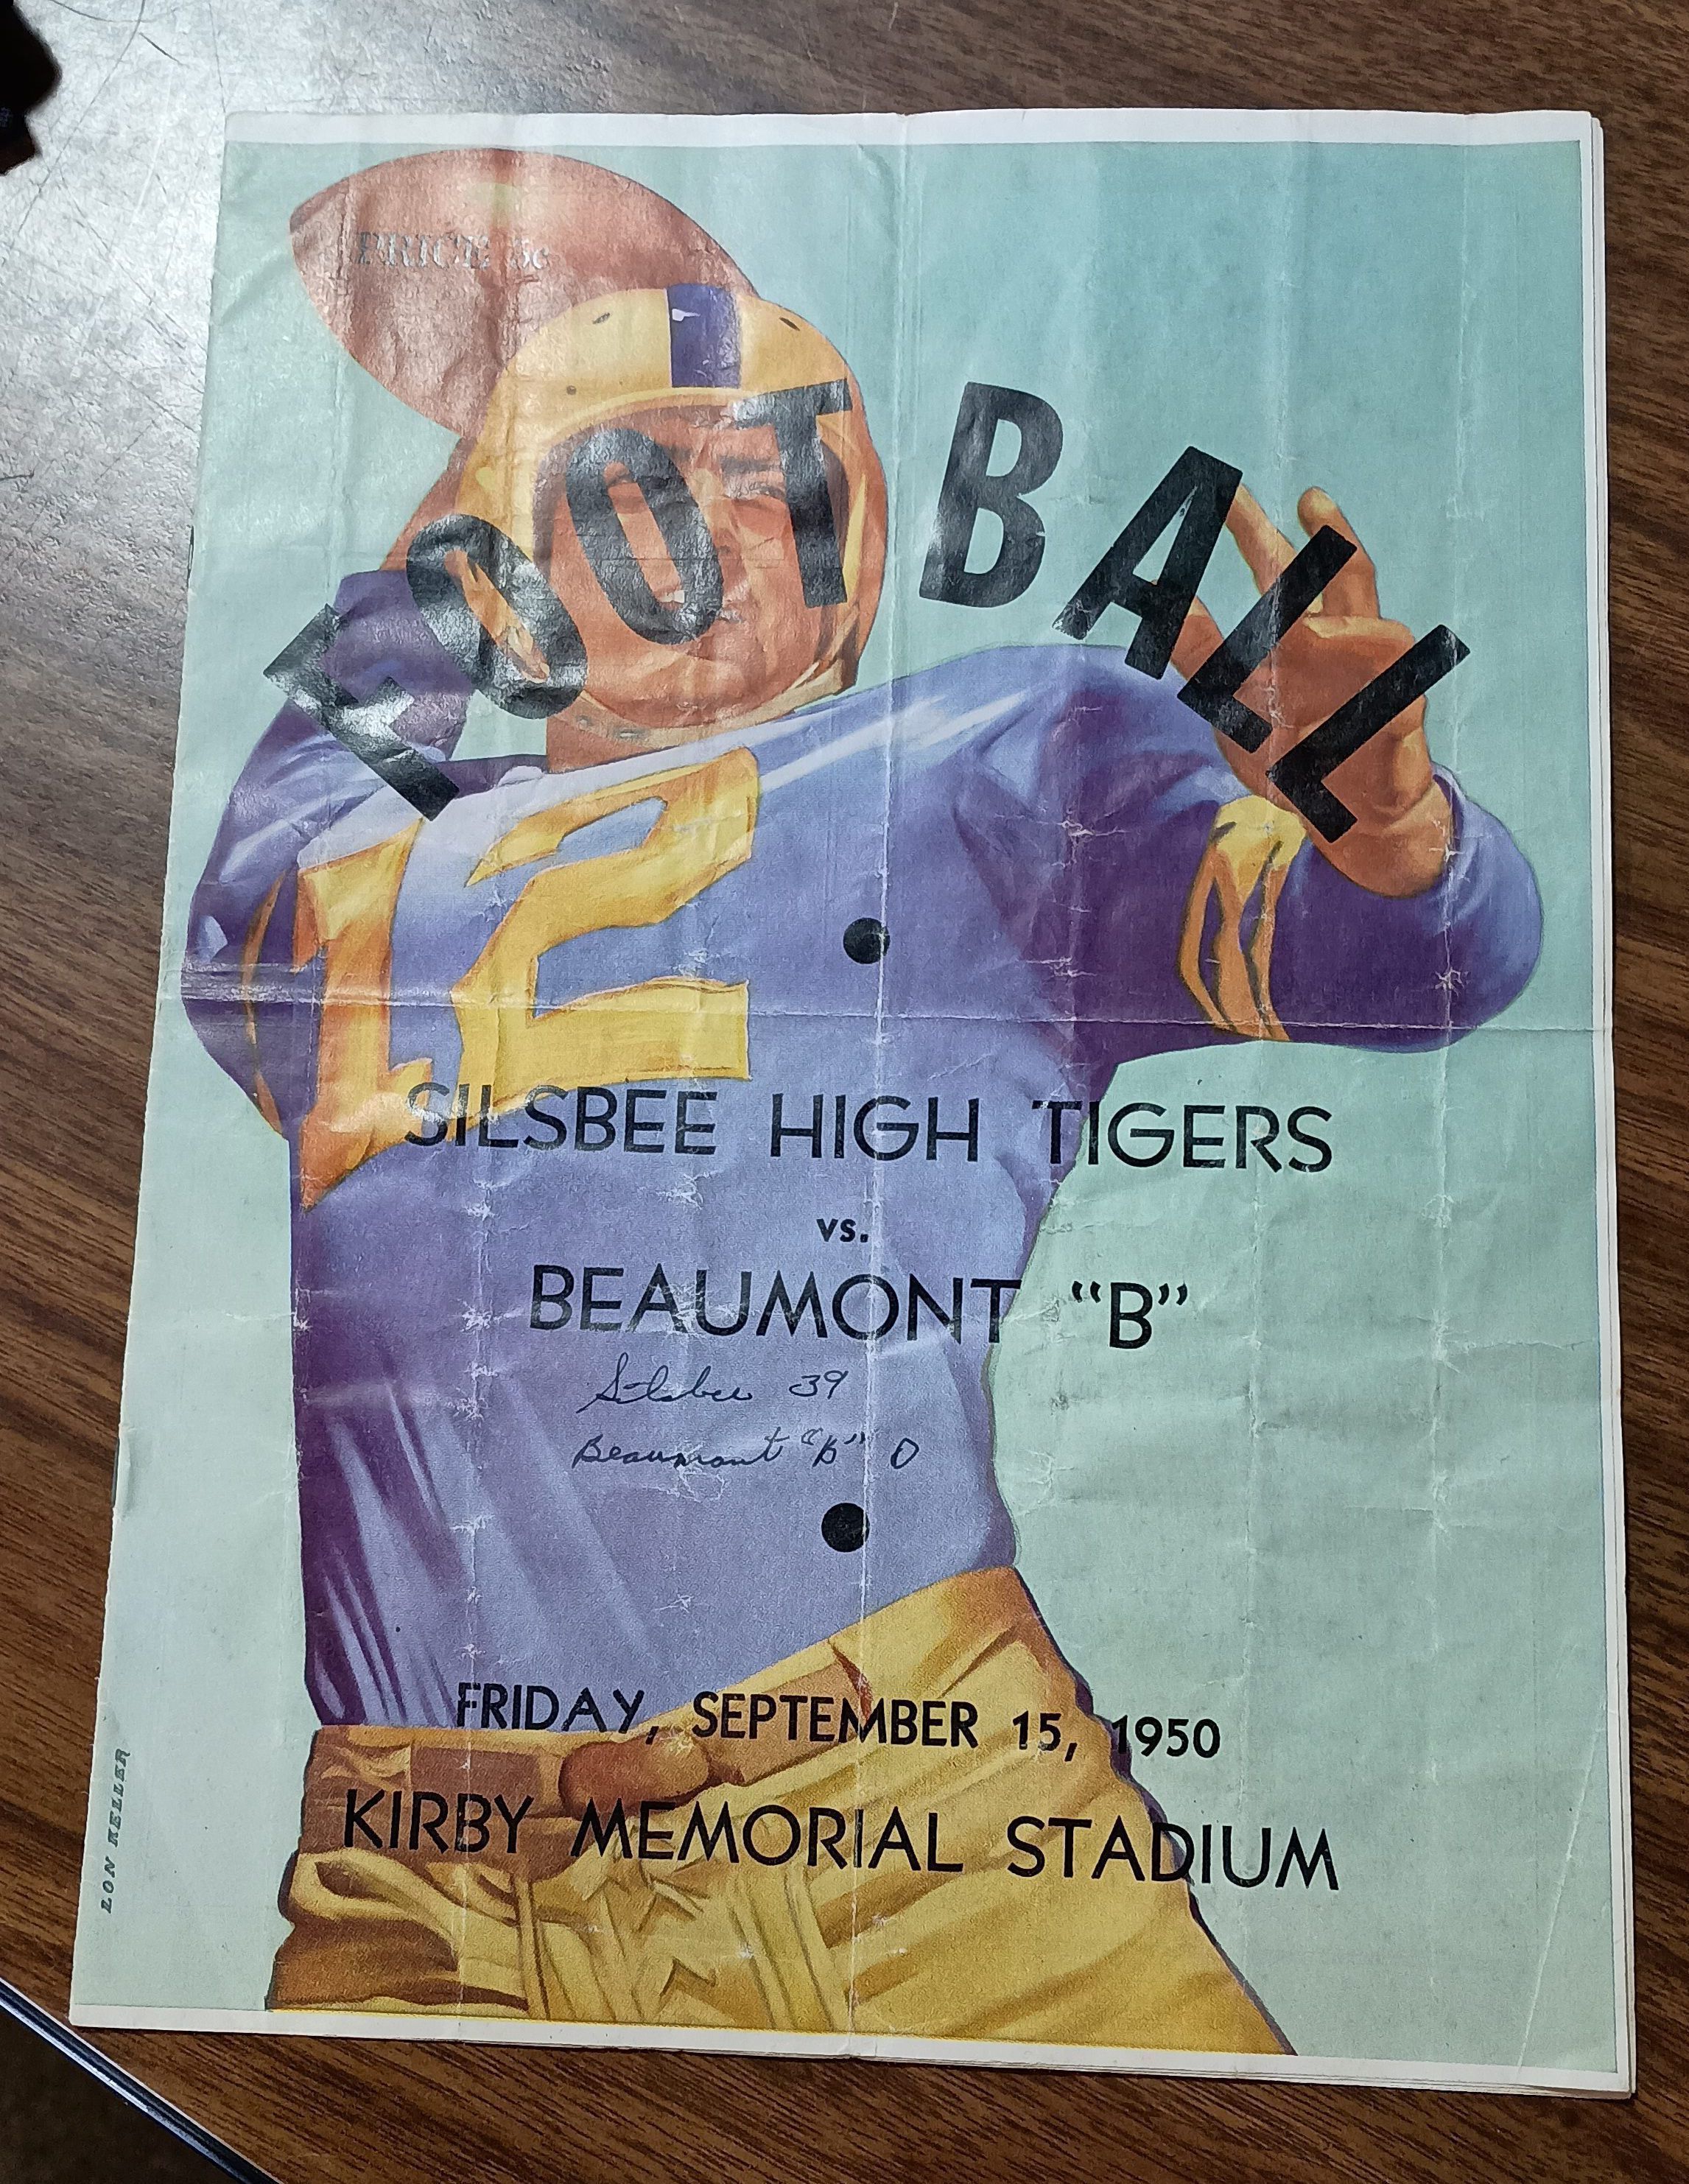 PRICE 5c
FOOTBALL
12
SILSBEE HIGH TIGERS
vs.
BEAUMONT “B”
Silsbee 39
Beaumont "B" 0
FRIDAY, SEPTEMBER 15, 1950
KIRBY MEMORIAL STADIUM
LON KELLER